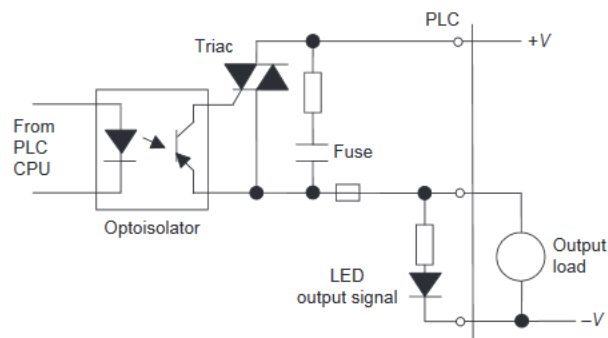 PLC
+V
Triac
From
PLC
CPU
Fuse
Optoisolator
LED
output signal
Output
load
−V